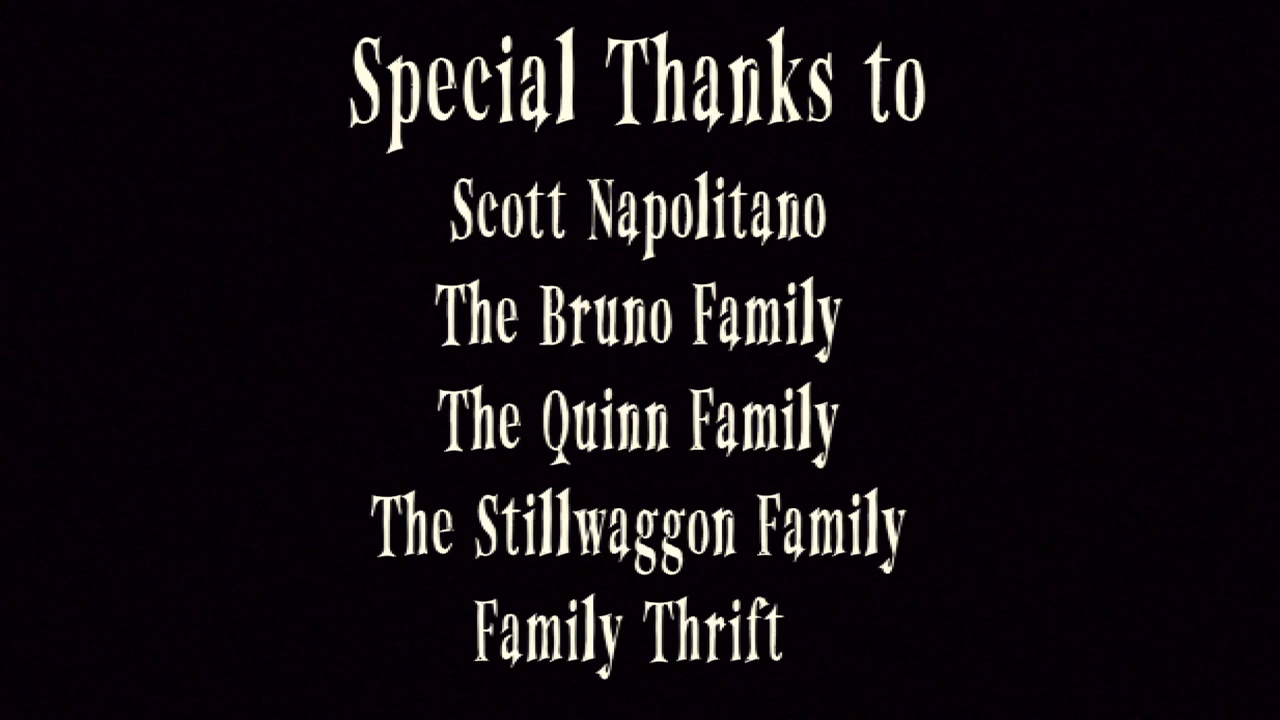 Special Thanks to
Scott Napolitano
The Bruno Family
The Quinn Family
The Stillwaggon Family
Family Thrift